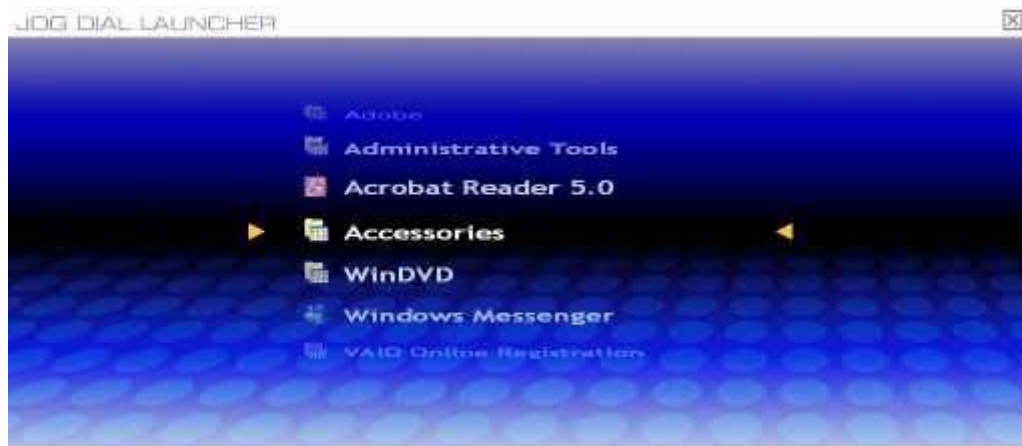 JOG DIAL LAUNCHER
Adobe
Administrative Tools
Acrobat Reader 5.0
Accessories
WinDVD
Windows Messenger
VAIO Online Registration